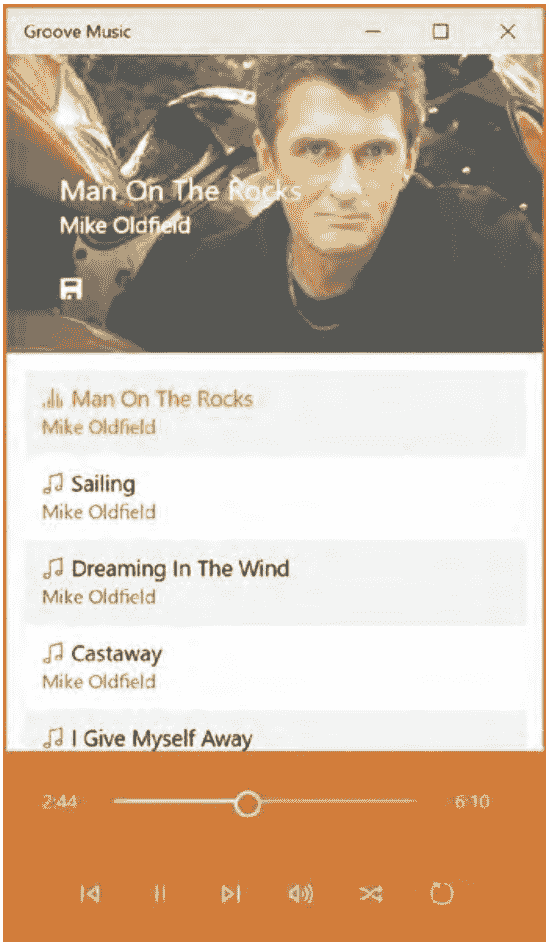 Groove Music
Man On The Rocks
Mike Oldfield
Man On The Rocks
Mike Oldfield
Sailing
Mike Oldfield
Dreaming In The Wind
Mike Oldfield
Castaway
Mike Oldfield
I Give Myself Away
2:44
6:10